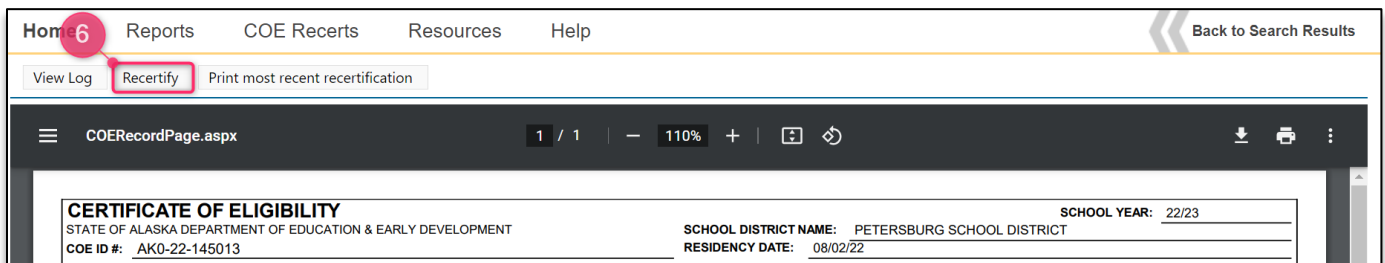 Home Reports COE Recerts Resources Help Back to Search Results
6
View Log Recertify Print most recent recertification
COERecordPage.aspx 1 / 1 110%
CERTIFICATE OF ELIGIBILITY SCHOOL YEAR: 22/23
STATE OF ALASKA DEPARTMENT OF EDUCATION & EARLY DEVELOPMENT SCHOOL DISTRICT NAME: PETERSBURG SCHOOL DISTRICT
COE ID #: AK0-22-145013 RESIDENCY DATE: 08/02/22